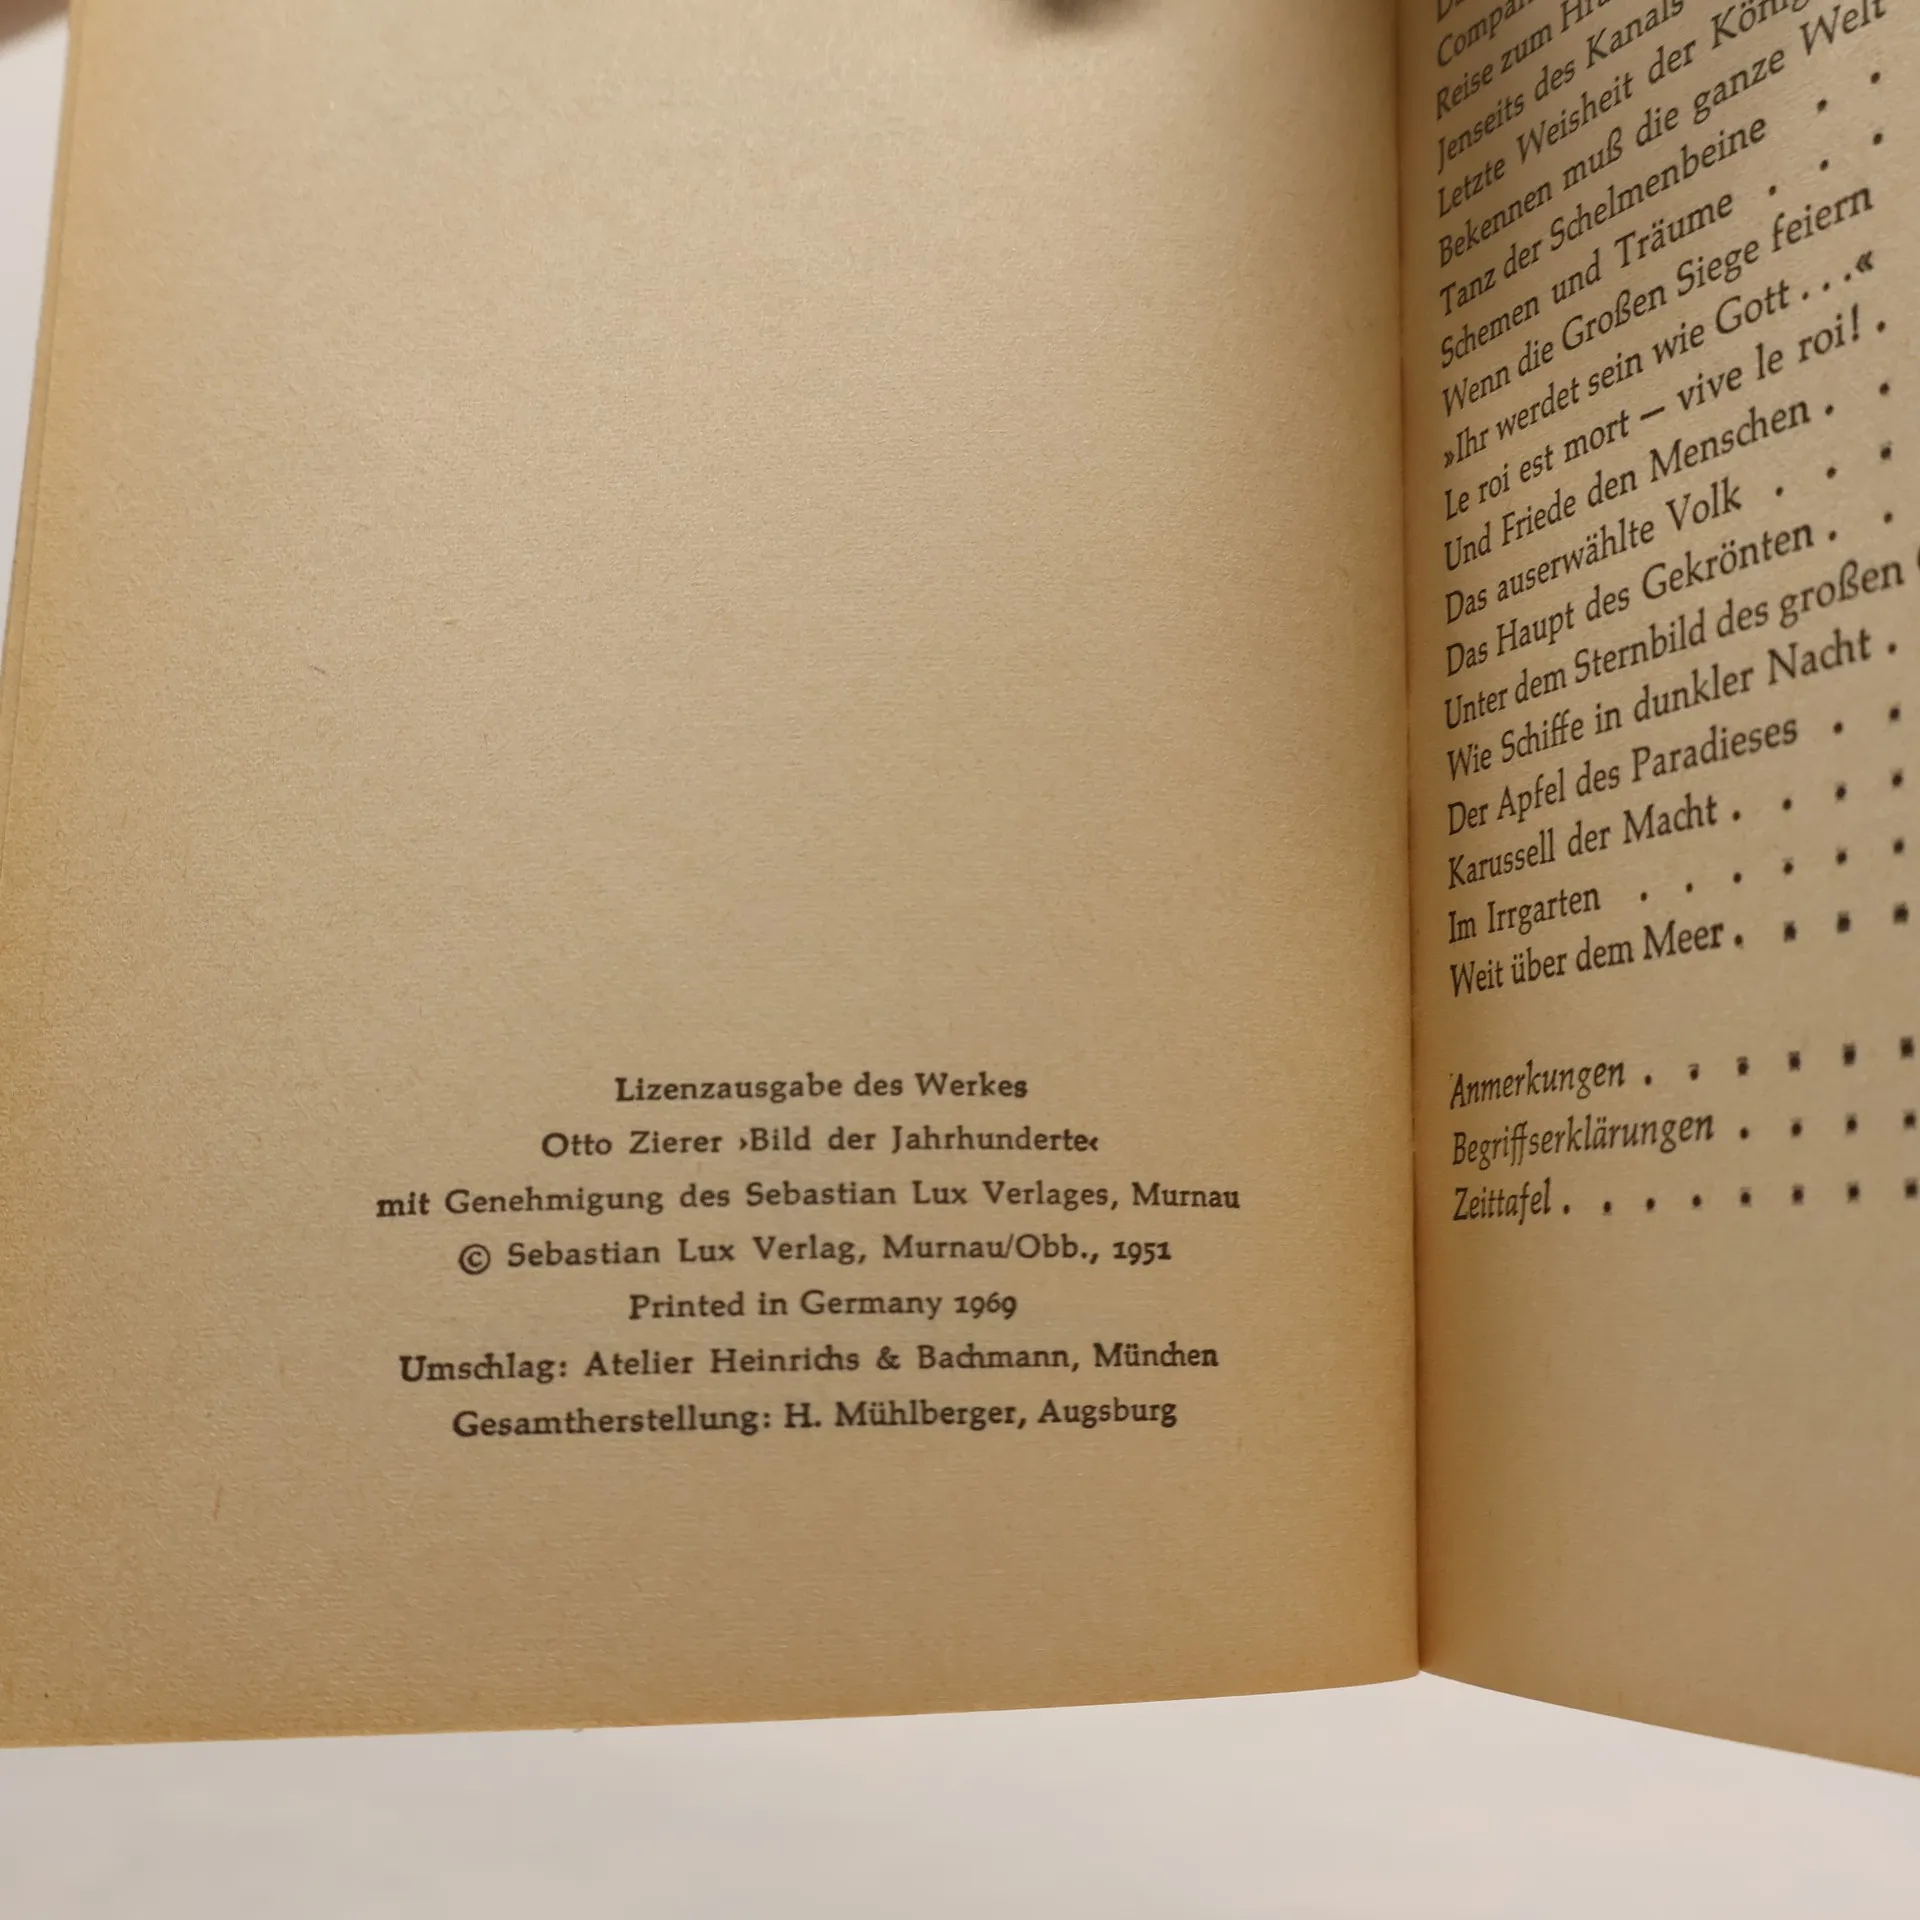 Lizenzausgabe des Werkes
Otto Zierer ›Bild der Jahrhunderte‹
mit Genehmigung des Sebastian Lux Verlages, Murnau
© Sebastian Lux Verlag, Murnau/Obb., 1951
Printed in Germany 1969
Umschlag: Atelier Heinrichs & Bachmann, München
Gesamtherstellung: H. Mühlberger, Augsburg
Reise zum
Jenseits des Kanals
Letzte Weisheit der
Bekennen muß die ganze Welt
Tanz der Schelmenbeine . .
Schemen und Träume . . .
Wenn die Großen Siege feiern
»Ihr werdet sein wie Gott . . .«
Le roi est mort — vive le roi! .
Und Friede den Menschen . .
Das auserwählte Volk . . .
Das Haupt des Gekrönten . .
Unter dem Sternbild des großen
Wie Schiffe in dunkler Nacht .
Der Apfel des Paradieses . .
Karussell der Macht . . . .
Im Irrgarten . . . . . .
Weit über dem Meer . . . .
Anmerkungen . . . . . .
Begriffserklärungen . . . .
Zeittafel . . . . . . . .